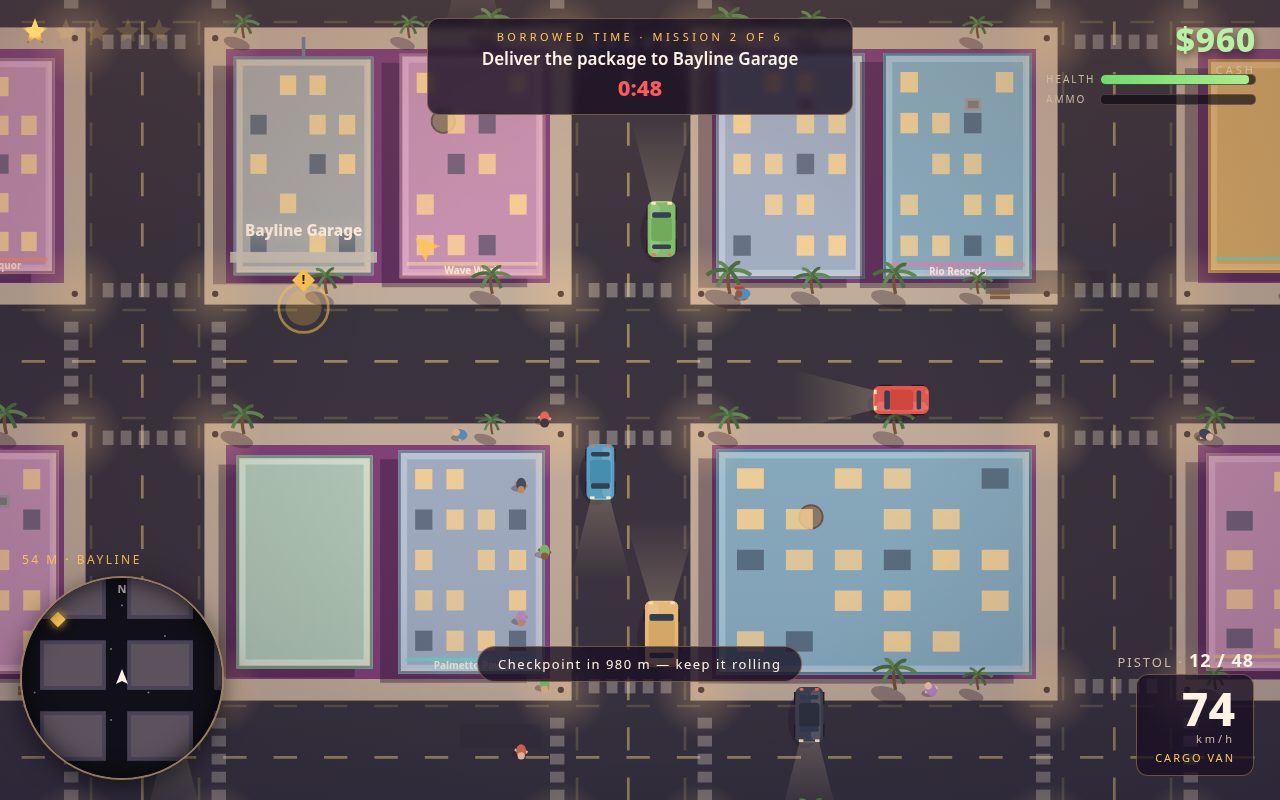 BORROWED TIME · MISSION 2 OF 6
Deliver the package to Bayline Garage
0:48
$960
CASH
HEALTH
AMMO
Bayline Garage
Wave
Rio Records
!
54 M · BAYLINE
N
Palmetto
Checkpoint in 980 m — keep it rolling
PISTOL · 12 / 48
74
km/h
CARGO VAN